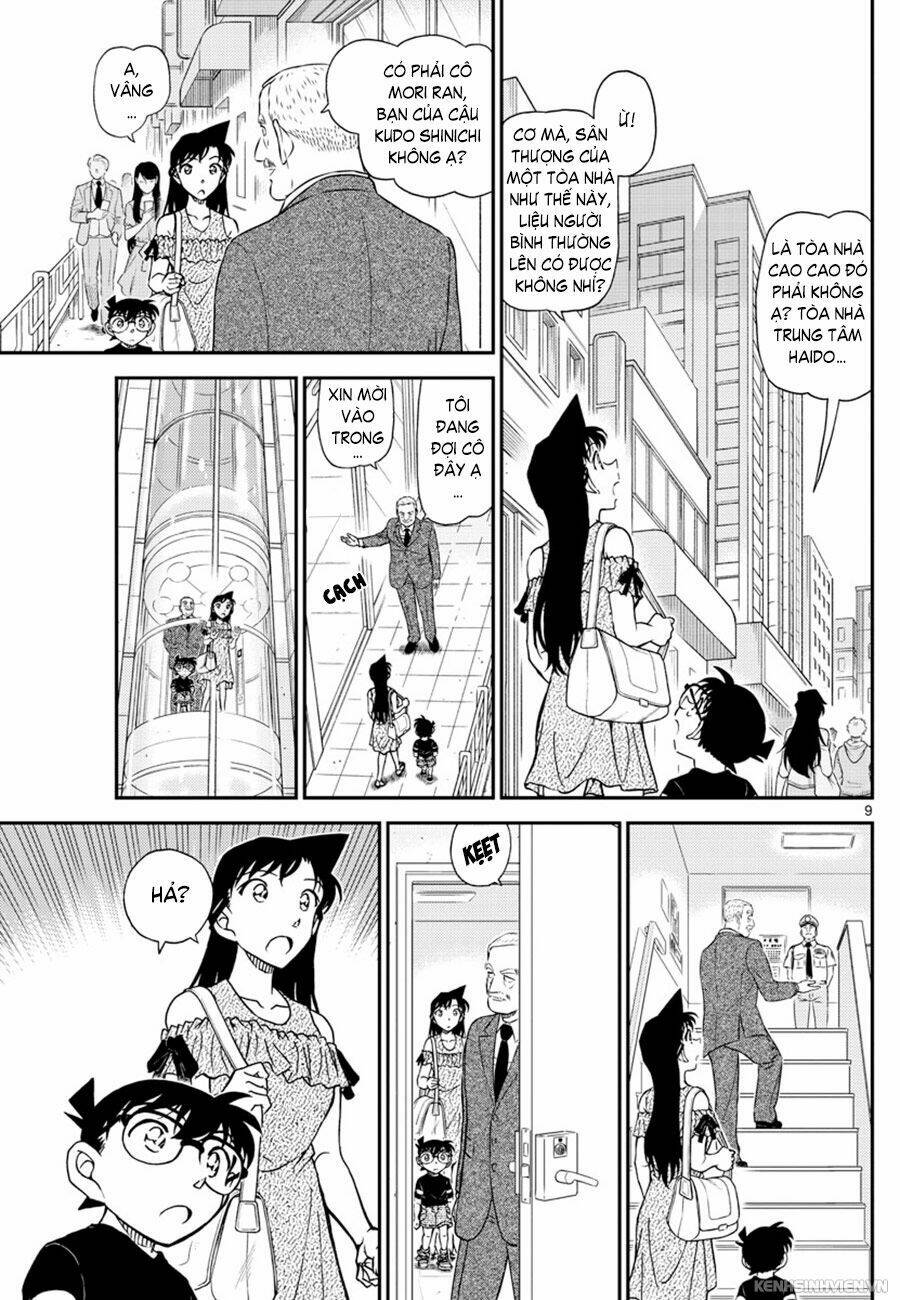 LÀ TÒA NHÀ
CAO CAO ĐÓ
PHẢI KHÔNG
Ạ? TÒA NHÀ
TRUNG TÂM
HAIDO...
Ừ!
CƠ MÀ, SÂN
THƯỢNG CỦA
MỘT TÒA NHÀ
NHƯ THẾ NÀY,
LIỆU NGƯỜI
BÌNH THƯỜNG
LÊN CÓ ĐƯỢC
KHÔNG NHỈ?
CÓ PHẢI CÔ
MORI RAN,
BẠN CỦA CẬU
KUDO SHINICHI
KHÔNG Ạ?
A,
VÂNG
...
TÔI
ĐANG
ĐỢI CÔ
ĐÂY Ạ
...
XIN MỜI
VÀO
TRONG
...
CẠCH
9
KẸẸT
HẢ?
KENHSINHVIEN.VN